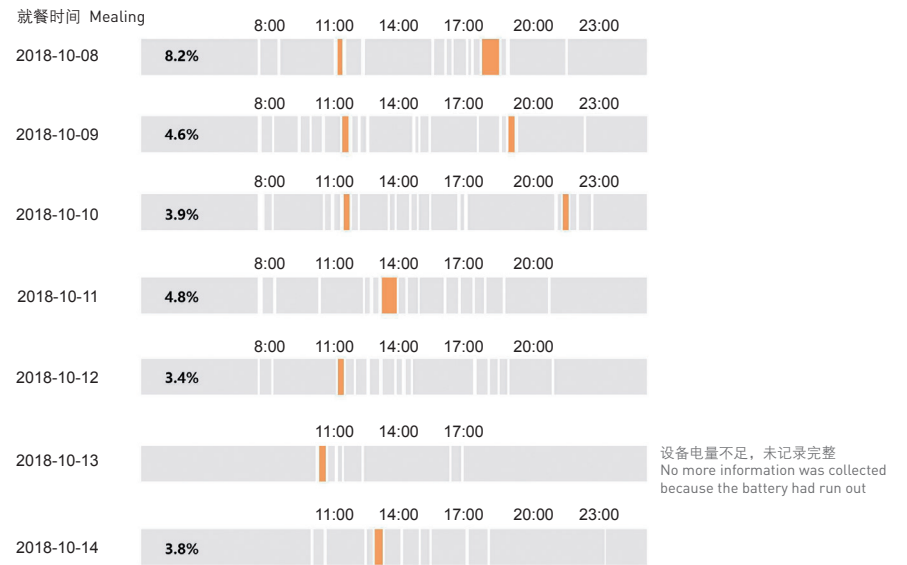 就餐时间 Mealing
8:00 11:00 14:00 17:00 20:00 23:00
2018-10-08 8.2%
8:00 11:00 14:00 17:00 20:00 23:00
2018-10-09 4.6%
8:00 11:00 14:00 17:00 20:00 23:00
2018-10-10 3.9%
8:00 11:00 14:00 17:00 20:00
2018-10-11 4.8%
8:00 11:00 14:00 17:00 20:00
2018-10-12 3.4%
11:00 14:00 17:00
2018-10-13
设备电量不足，未记录完整
No more information was collected
because the battery had run out
11:00 14:00 17:00 20:00 23:00
2018-10-14 3.8%